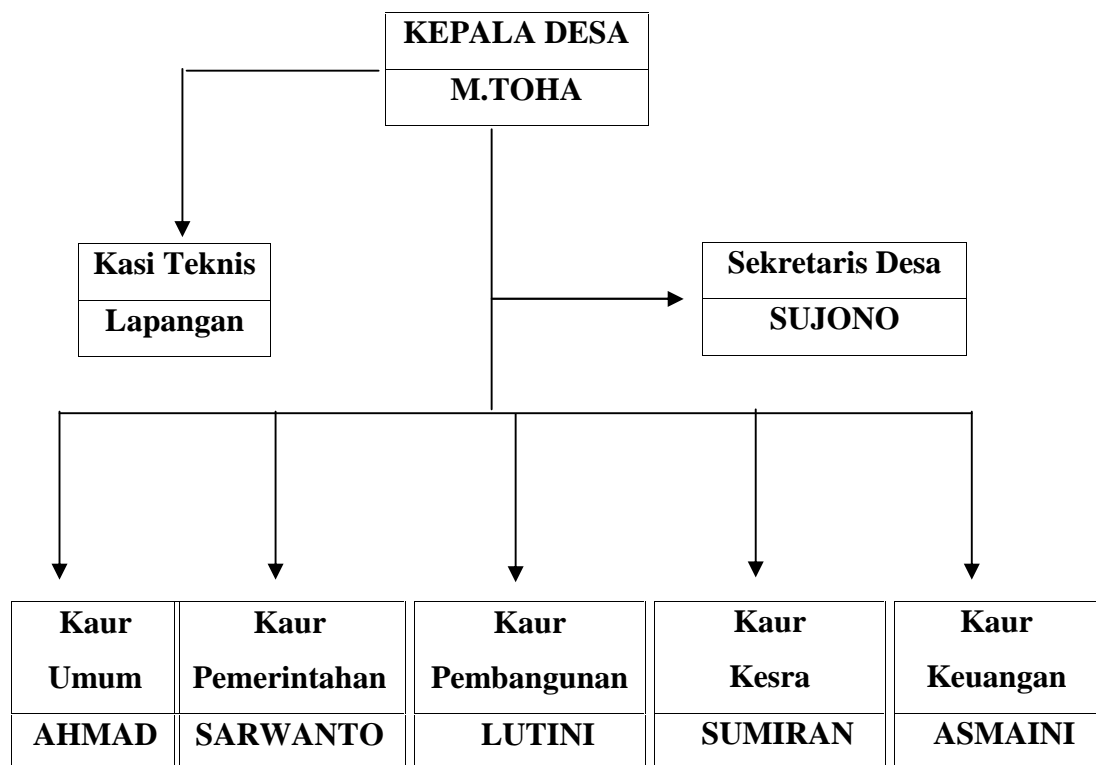 KEPALA DESA
M.TOHA
Kasi Teknis
Lapangan
Sekretaris Desa
SUJONO
Kaur
Umum
AHMAD
Kaur
Pemerintahan
SARWANTO
Kaur
Pembangunan
LUTINI
Kaur
Kesra
SUMIRAN
Kaur
Keuangan
ASMAINI